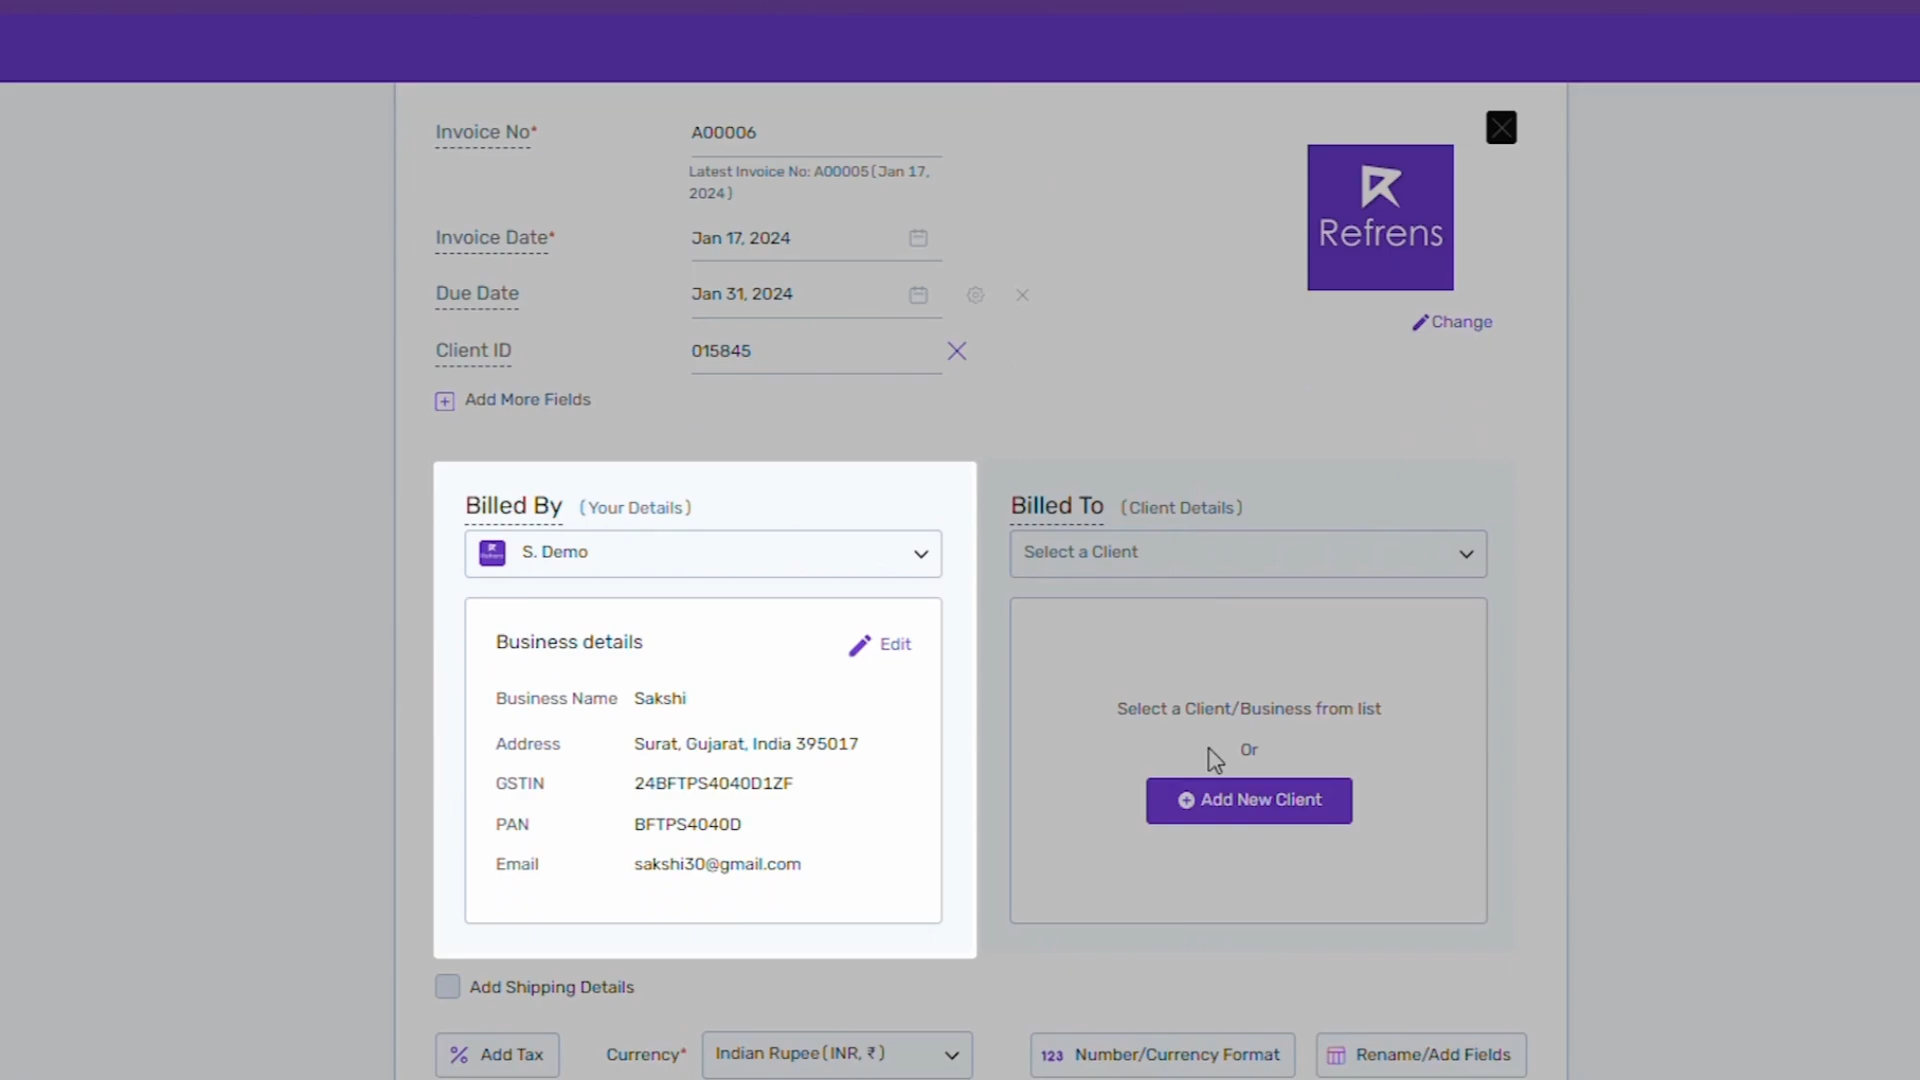 Invoice No*
A00006
Latest Invoice No: A00005 (Jan 17,
2024)
Refrens
Invoice Date*
Jan 17, 2024
Due Date
Jan 31, 2024
Change
Client ID
015845
Add More Fields
Billed By (Your Details)
S. Demo
Business details
Edit
Business Name Sakshi
Address Surat, Gujarat, India 395017
GSTIN 24BFTPS4040D1ZF
PAN BFTPS4040D
Email sakshi30@gmail.com
Billed To (Client Details)
Select a Client
Select a Client/Business from list
Or
Add New Client
Add Shipping Details
% Add Tax
Currency*
Indian Rupee (INR, ₹)
123 Number/Currency Format
Rename/Add Fields